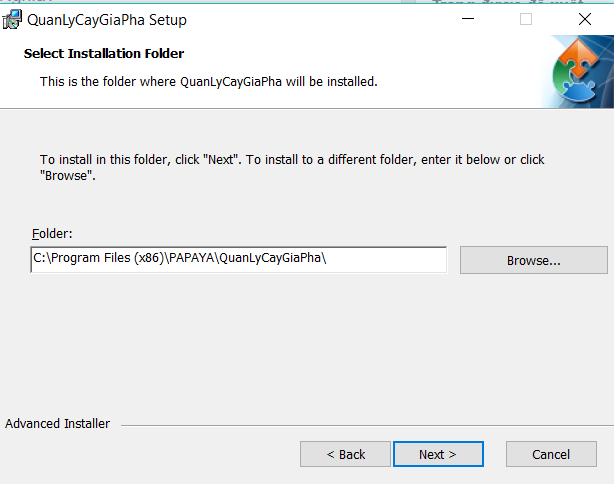 QuanLyCayGiaPha Setup
Select Installation Folder
This is the folder where QuanLyCayGiaPha will be installed.
To install in this folder, click "Next". To install to a different folder, enter it below or click
"Browse".
Folder:
C:\Program Files (x86)\PAPAYA\QuanLyCayGiaPha\
Browse...
Advanced Installer
< Back
Next >
Cancel